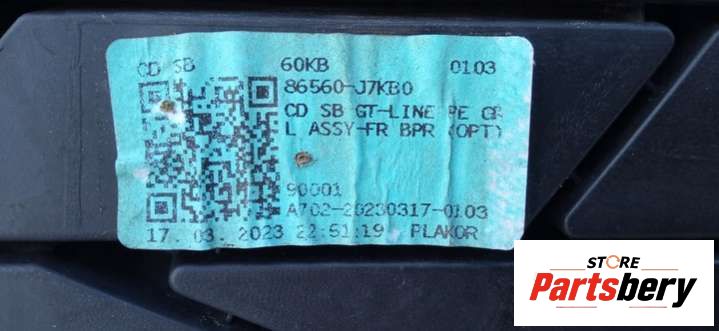 CD SB 60KB 0103
86560-J7KB0
CD SB GT-LINE PE GR
L ASSY-FR BPR (OPT)
90001
A702-20230317-0103
17. 03. 2023 22:51:19 PLAKOR
STORE
Partsbery